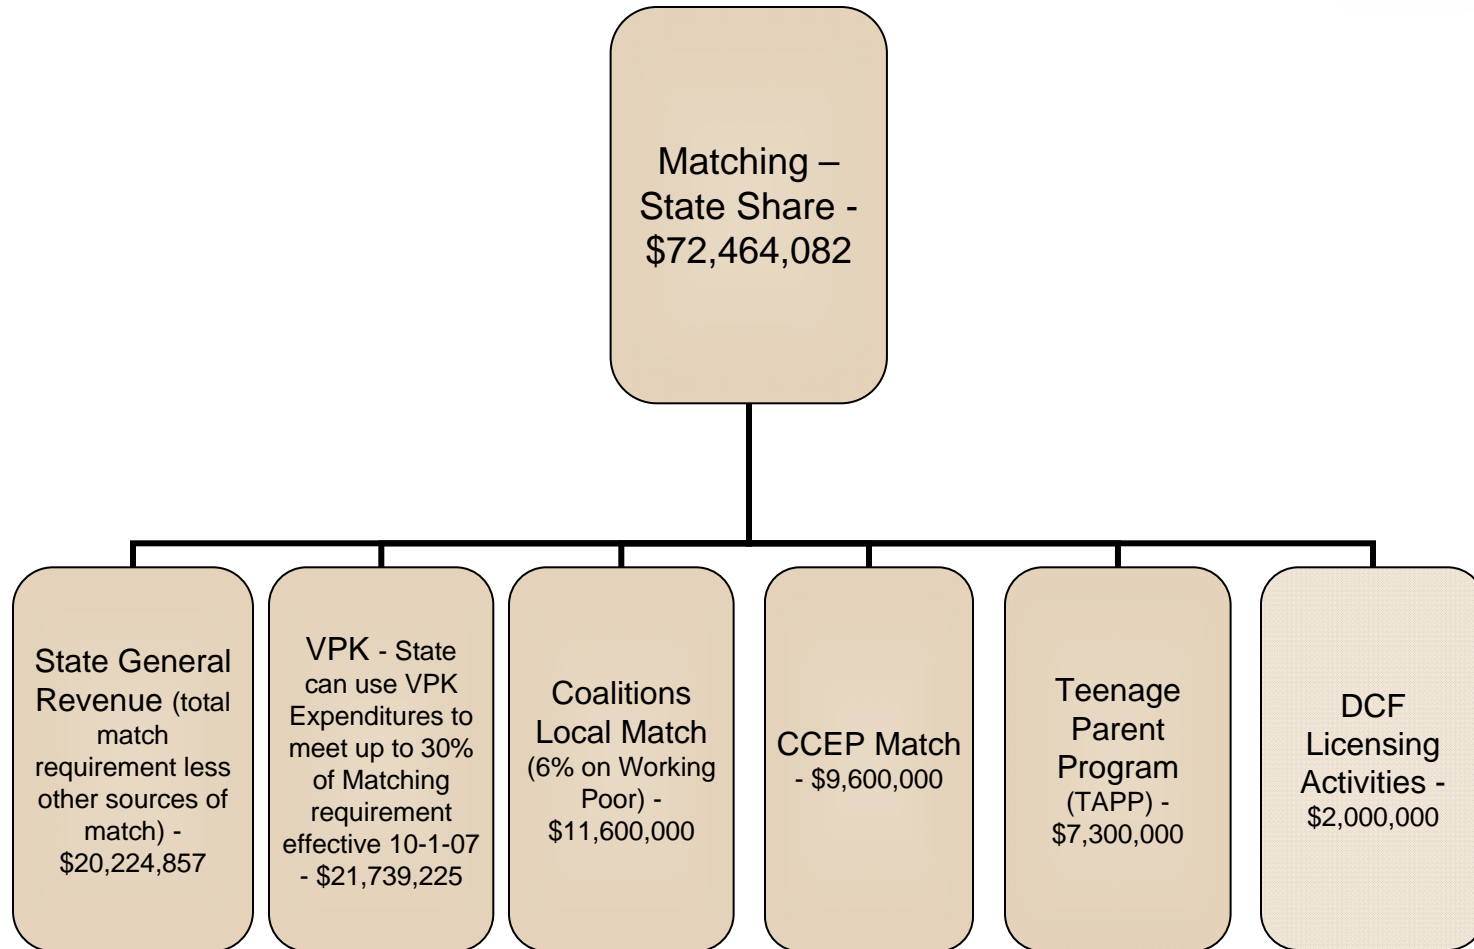 Matching –
State Share -
$72,464,082
State General
Revenue (total
match
requirement less
other sources of
match) -
$20,224,857
VPK - State
can use VPK
Expenditures to
meet up to 30%
of Matching
requirement
effective 10-1-07
- $21,739,225
Coalitions
Local Match
(6% on Working
Poor) -
$11,600,000
CCEP Match
- $9,600,000
Teenage
Parent
Program
(TAPP) -
$7,300,000
DCF
Licensing
Activities -
$2,000,000